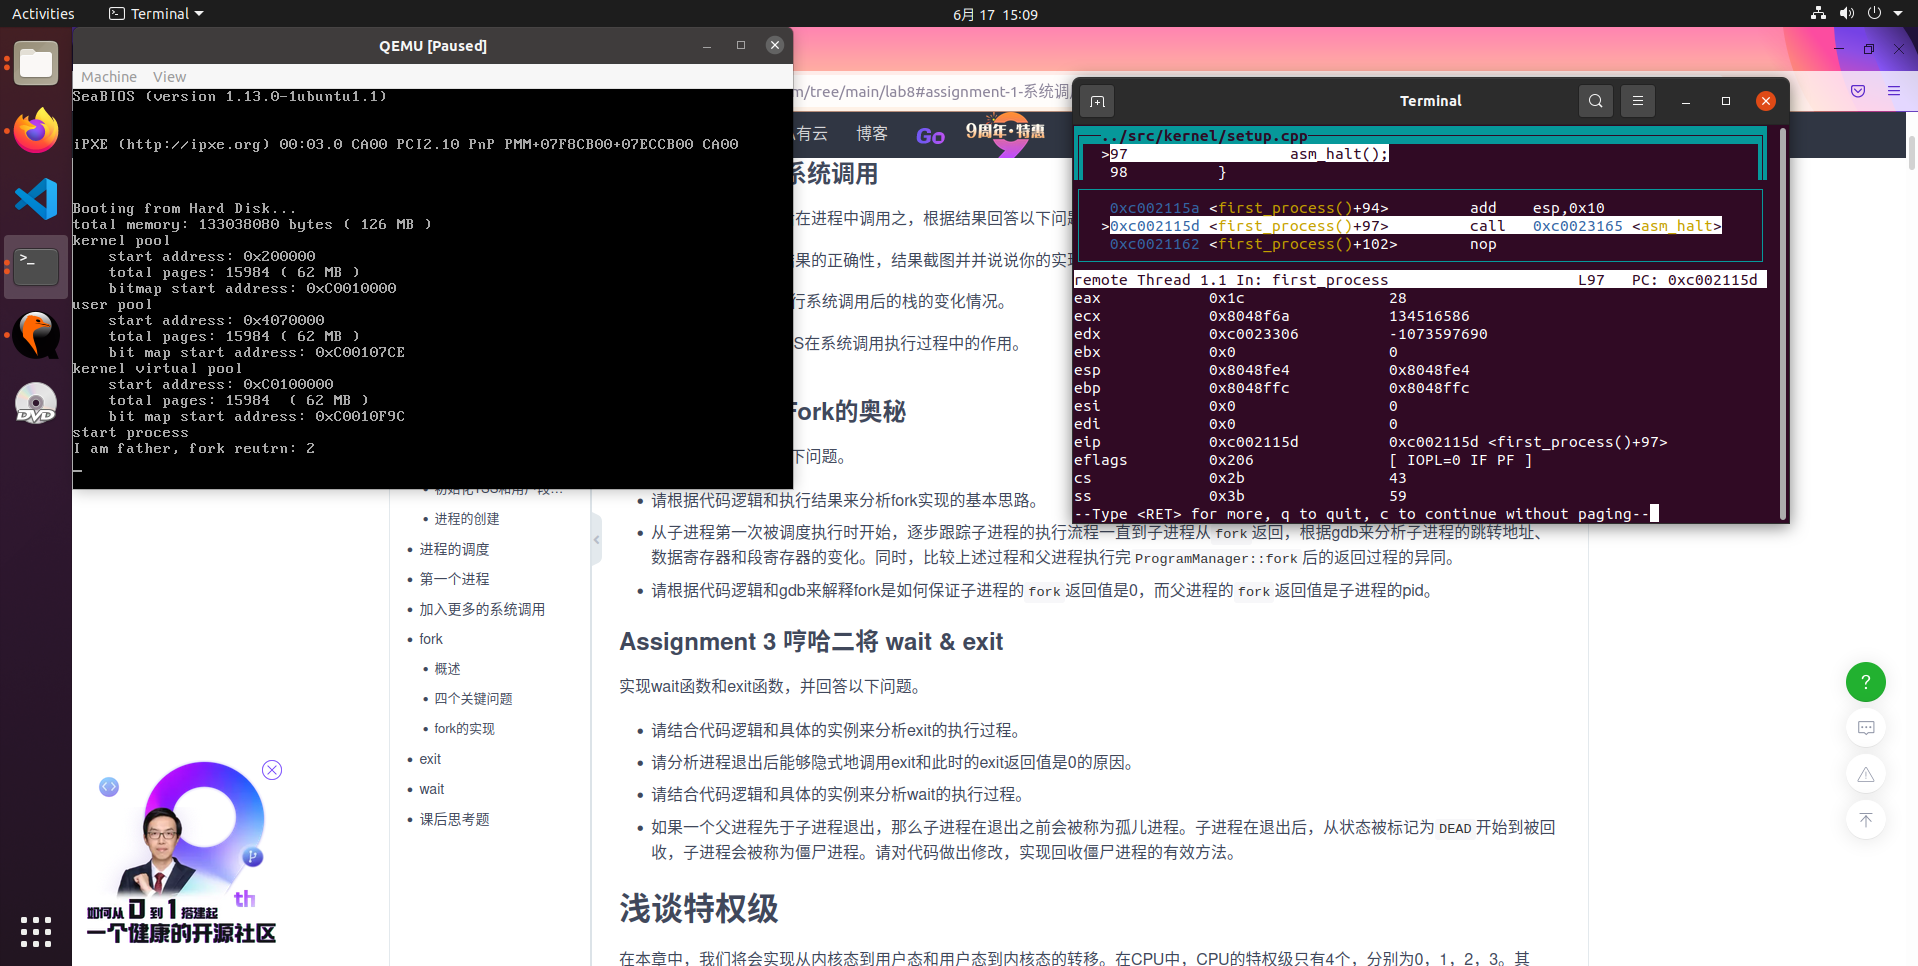 Activities
Terminal
6月 17 15:09
QEMU [Paused]
Machine View
SeaBIOS (version 1.13.0-1ubuntu1.1)
iPXE (http://ipxe.org) 00:03.0 CA00 PCI2.10 PnP PMM+07F8CB00+07ECCB00 CA00
Booting from Hard Disk...
total memory: 133038080 bytes ( 126 MB )
kernel pool
start address: 0x200000
total pages: 15984 ( 62 MB )
bitmap start address: 0xC0010000
user pool
start address: 0x4070000
total pages: 15984 ( 62 MB )
bit map start address: 0xC00107CE
kernel virtual pool
start address: 0xC0100000
total pages: 15984  ( 62 MB )
bit map start address: 0xC0010F9C
start process
I am father, fork reutrn: 2
m/tree/main/lab8#assignment-1-系统调
有云 博客 Go 9周年·特惠
Terminal
../src/kernel/setup.cpp
>97 asm_halt();
98 }
0xc002115a <first_process()+94> add esp,0x10
>0xc002115d <first_process()+97> call 0xc0023165 <asm_halt>
0xc0021162 <first_process()+102> nop
remote Thread 1.1 In: first_process L97 PC: 0xc002115d
eax 0x1c 28
ecx 0x8048f6a 134516586
edx 0xc0023306 -1073597690
ebx 0x0 0
esp 0x8048fe4 0x8048fe4
ebp 0x8048ffc 0x8048ffc
esi 0x0 0
edi 0x0 0
eip 0xc002115d 0xc002115d <first_process()+97>
eflags 0x206 [ IOPL=0 IF PF ]
cs 0x2b 43
ss 0x3b 59
--Type <RET> for more, q to quit, c to continue without paging--
系统调用
在进程中调用之，根据结果回答以下问
果的正确性，结果截图并并说说你的实现
行系统调用后的栈的变化情况。
S在系统调用执行过程中的作用。
Fork的奥秘
下问题。
• 请根据代码逻辑和执行结果来分析fork实现的基本思路。
• 从子进程第一次被调度执行时开始，逐步跟踪子进程的执行流程一直到子进程从 fork 返回，根据gdb来分析子进程的跳转地址、
数据寄存器和段寄存器的变化。同时，比较上述过程和父进程执行完 ProgramManager::fork 后的返回过程的异同。
• 请根据代码逻辑和gdb来解释fork是如何保证子进程的 fork 返回值是0，而父进程的 fork 返回值是子进程的pid。
Assignment 3 哼哈二将 wait & exit
实现wait函数和exit函数，并回答以下问题。
• 请结合代码逻辑和具体的实例来分析exit的执行过程。
• 请分析进程退出后能够隐式地调用exit和此时的exit返回值是0的原因。
• 请结合代码逻辑和具体的实例来分析wait的执行过程。
• 如果一个父进程先于子进程退出，那么子进程在退出之前会被称为孤儿进程。子进程在退出后，从状态被标记为 DEAD 开始到被回
收，子进程会被称为僵尸进程。请对代码做出修改，实现回收僵尸进程的有效方法。
浅谈特权级
在本章中，我们将会实现从内核态到用户态和用户态到内核态的转移。在CPU中，CPU的特权级只有4个，分别为0，1，2，3。其
• 初始化TSS和用户段...
• 进程的创建
• 进程的调度
• 第一个进程
• 加入更多的系统调用
• fork
• 概述
• 四个关键问题
• fork的实现
• exit
• wait
• 课后思考题
th
如何从 0 到 1 搭建起
一个健康的开源社区
DVD
?